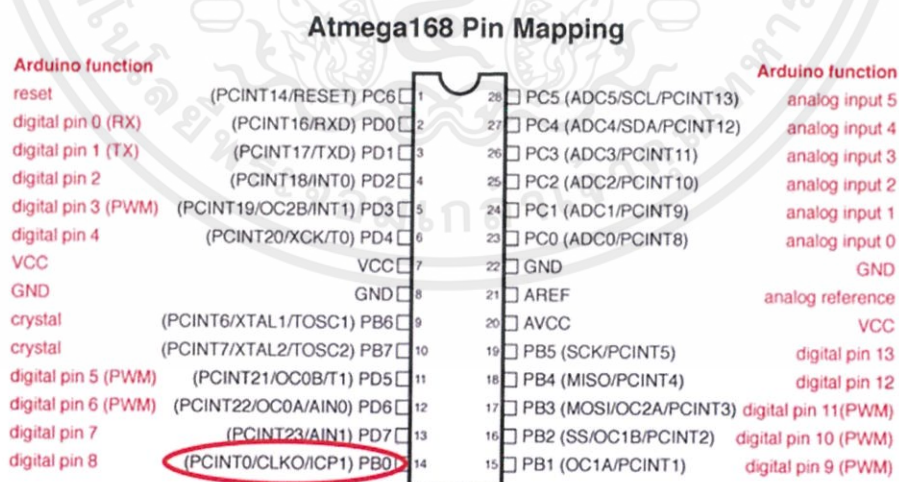 Atmega168 Pin Mapping
Arduino function Arduino function
reset (PCINT14/RESET) PC6 1 28 PC5 (ADC5/SCL/PCINT13) analog input 5
digital pin 0 (RX) (PCINT16/RXD) PD0 2 27 PC4 (ADC4/SDA/PCINT12) analog input 4
digital pin 1 (TX) (PCINT17/TXD) PD1 3 26 PC3 (ADC3/PCINT11) analog input 3
digital pin 2 (PCINT18/INT0) PD2 4 25 PC2 (ADC2/PCINT10) analog input 2
digital pin 3 (PWM) (PCINT19/OC2B/INT1) PD3 5 24 PC1 (ADC1/PCINT9) analog input 1
digital pin 4 (PCINT20/XCK/T0) PD4 6 23 PC0 (ADC0/PCINT8) analog input 0
VCC VCC 7 22 GND GND
GND GND 8 21 AREF analog reference
crystal (PCINT6/XTAL1/TOSC1) PB6 9 20 AVCC VCC
crystal (PCINT7/XTAL2/TOSC2) PB7 10 19 PB5 (SCK/PCINT5) digital pin 13
digital pin 5 (PWM) (PCINT21/OC0B/T1) PD5 11 18 PB4 (MISO/PCINT4) digital pin 12
digital pin 6 (PWM) (PCINT22/OC0A/AIN0) PD6 12 17 PB3 (MOSI/OC2A/PCINT3) digital pin 11(PWM)
digital pin 7 (PCINT23/AIN1) PD7 13 16 PB2 (SS/OC1B/PCINT2) digital pin 10 (PWM)
digital pin 8 (PCINT0/CLKO/ICP1) PB0 14 15 PB1 (OC1A/PCINT1) digital pin 9 (PWM)